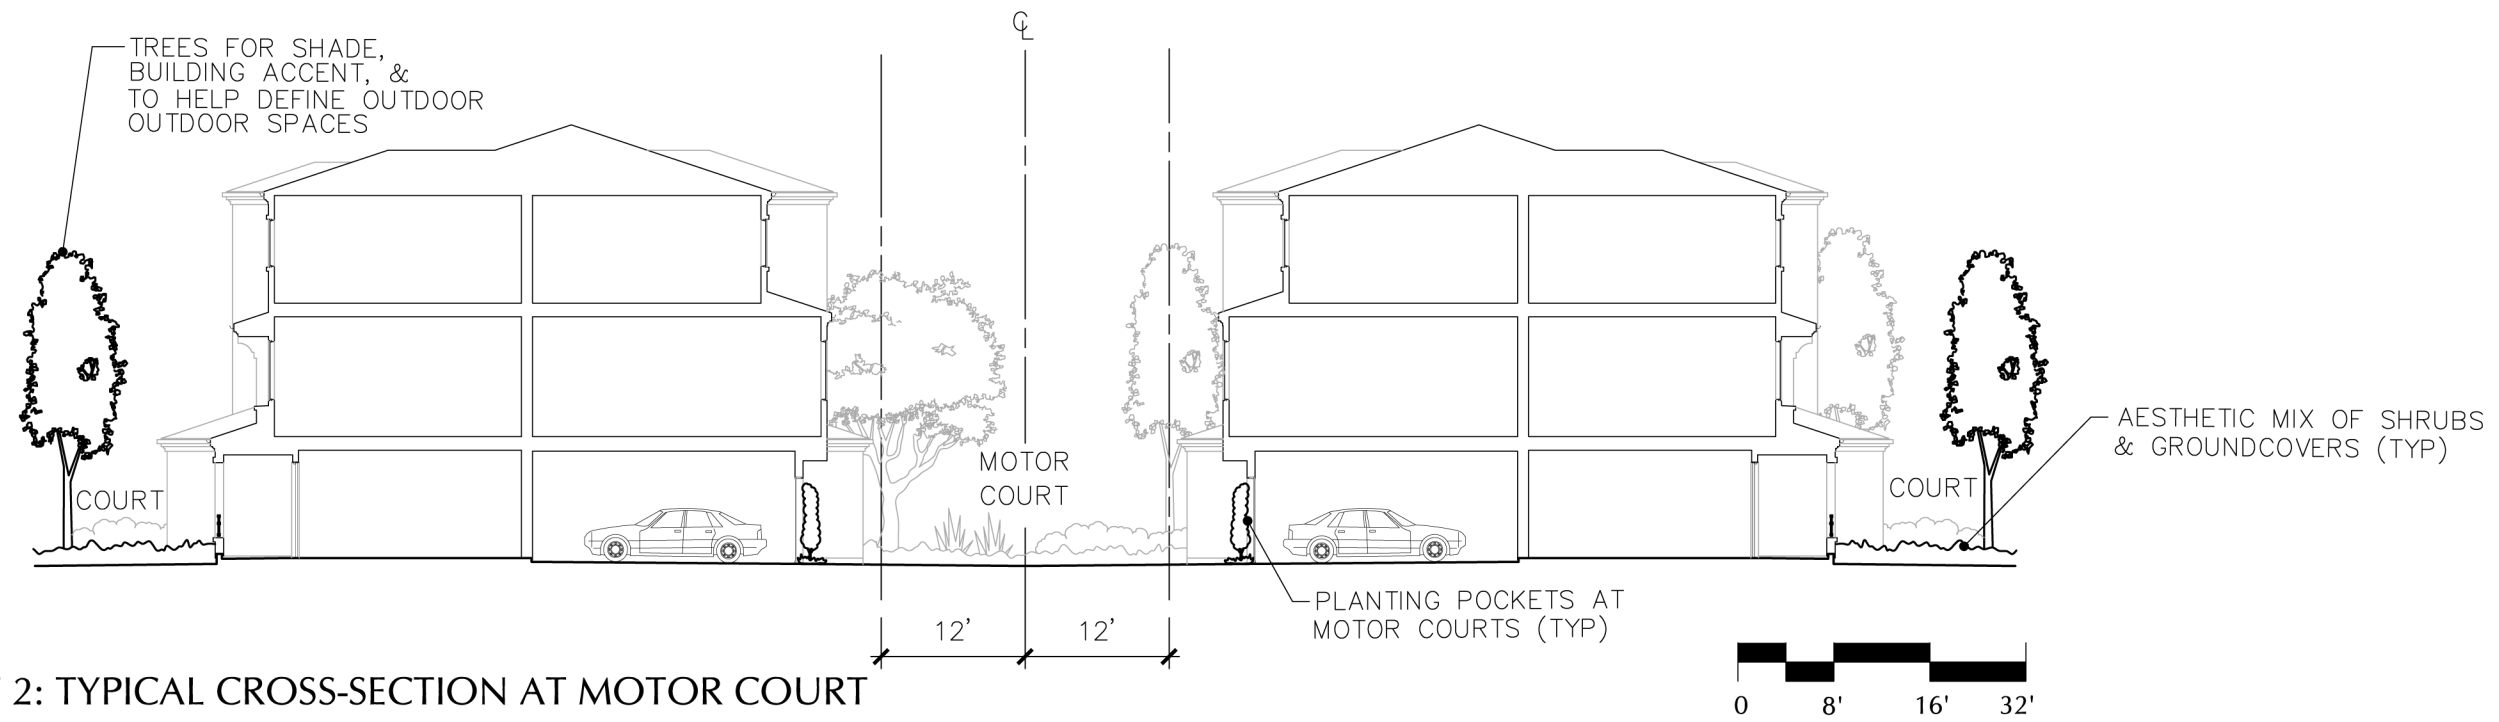 ℄
TREES FOR SHADE,
BUILDING ACCENT, &
TO HELP DEFINE OUTDOOR
OUTDOOR SPACES
MOTOR
COURT
COURT
COURT
AESTHETIC MIX OF SHRUBS
& GROUNDCOVERS (TYP)
PLANTING POCKETS AT
MOTOR COURTS (TYP)
12' 12'
2: TYPICAL CROSS-SECTION AT MOTOR COURT
0 8' 16' 32'